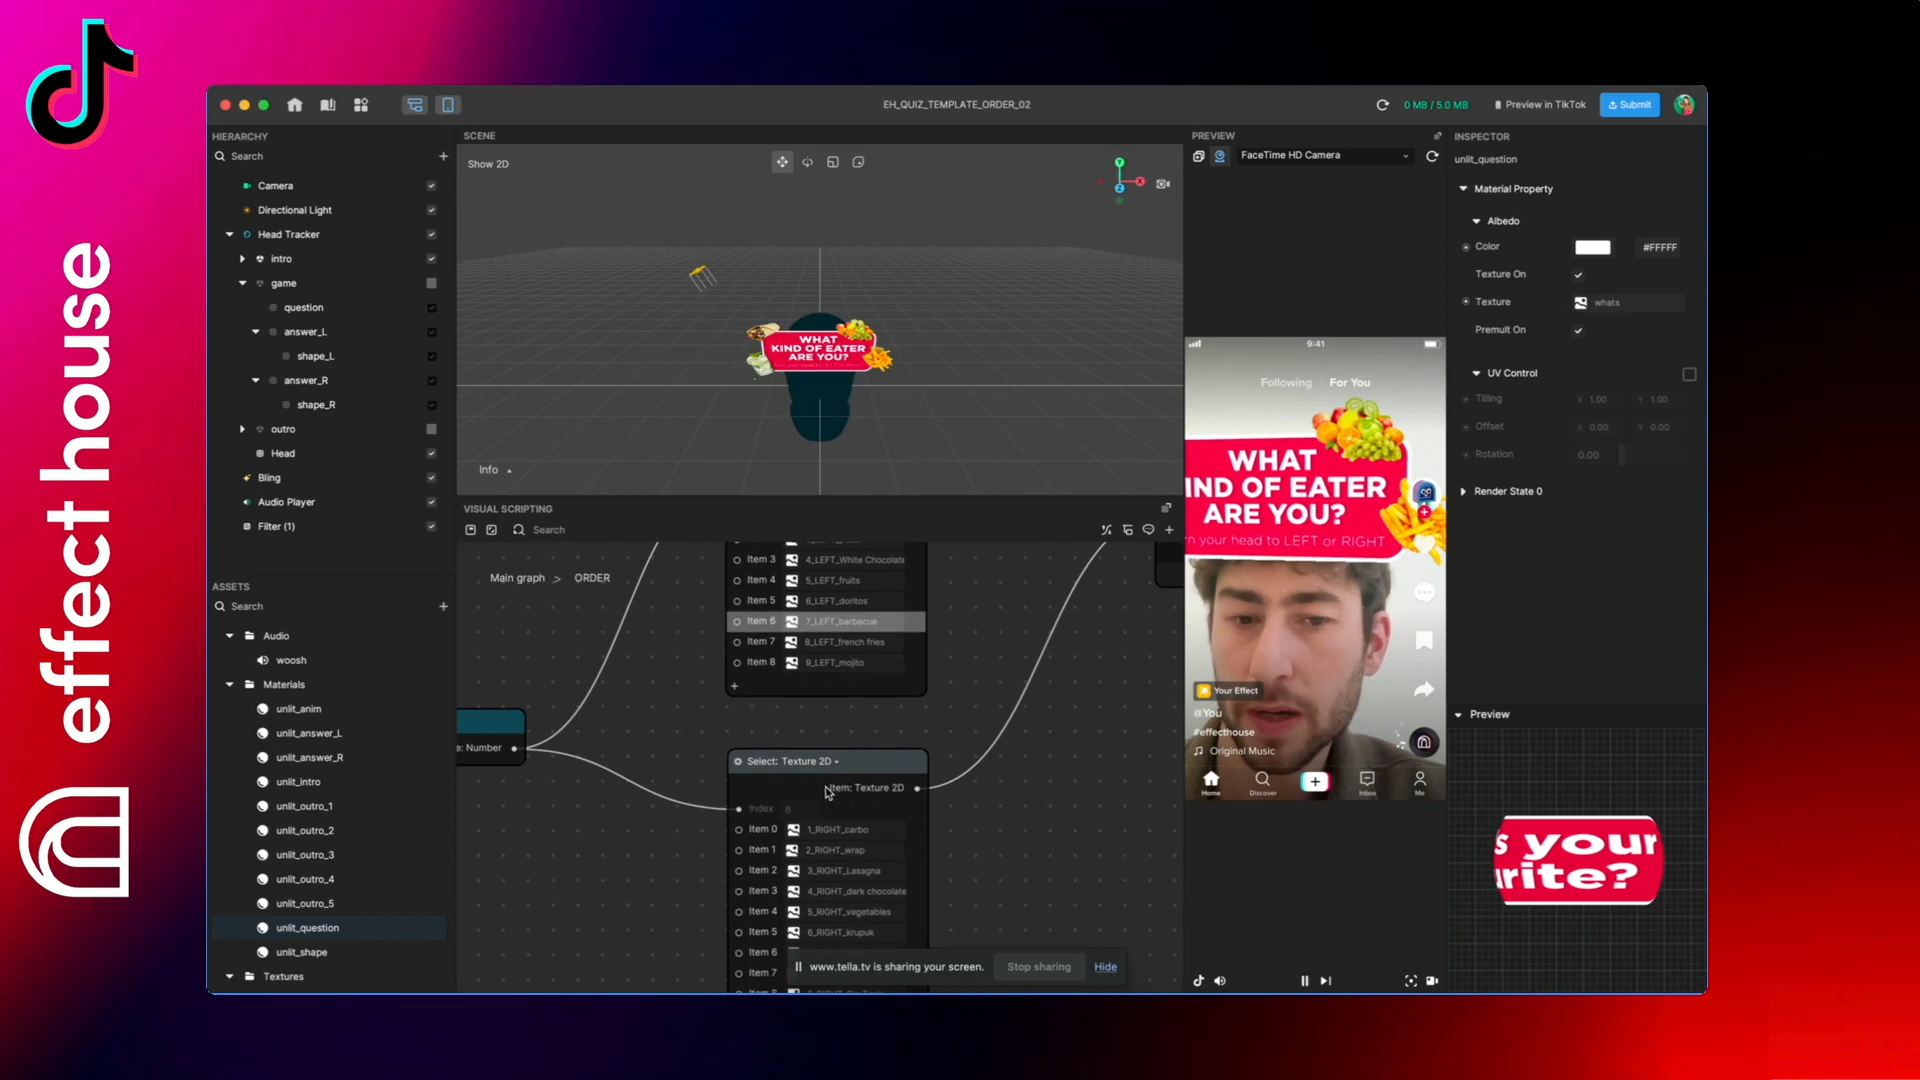 effect house
EH_QUIZ_TEMPLATE_ORDER_02
0 MB / 5.0 MB
Preview in TikTok
Submit
HIERARCHY
Search
Camera
Directional Light
Head Tracker
intro
game
question
answer_L
shape_L
answer_R
shape_R
outro
Head
Bling
Audio Player
Filter (1)
ASSETS
Search
Audio
woosh
Materials
unlit_anim
unlit_answer_L
unlit_answer_R
unlit_intro
unlit_outro_1
unlit_outro_2
unlit_outro_3
unlit_outro_4
unlit_outro_5
unlit_question
unlit_shape
Textures
SCENE
Show 2D
Y
X
Z
WHAT
KIND OF EATER
ARE YOU?
Info
VISUAL SCRIPTING
Search
Main graph > ORDER
Item 3 4_LEFT_White Chocolate
Item 4 5_LEFT_fruits
Item 5 6_LEFT_doritos
Item 6 7_LEFT_barbecue
Item 7 8_LEFT_french fries
Item 8 9_LEFT_mojito
+
e: Number
Select: Texture 2D
Item: Texture 2D
Index 6
Item 0 1_RIGHT_carbo
Item 1 2_RIGHT_wrap
Item 2 3_RIGHT_Lasagna
Item 3 4_RIGHT_dark chocolate
Item 4 5_RIGHT_vegetables
Item 5 6_RIGHT_krupuk
Item 6
Item 7
www.tella.tv is sharing your screen.
Stop sharing
Hide
PREVIEW
FaceTime HD Camera
9:41
Following For You
WHAT
IND OF EATER
ARE YOU?
n your head to LEFT or RIGHT
Your Effect
@You
#effecthouse
Original Music
Home
Discover
Inbox
Me
INSPECTOR
unlit_question
Material Property
Albedo
Color #FFFFF
Texture On
Texture whats
Premult On
UV Control
Tilling X 1.00 Y 1.00
Offset X 0.00 Y 0.00
Rotation 0.00
Render State 0
Preview
s your
rite?